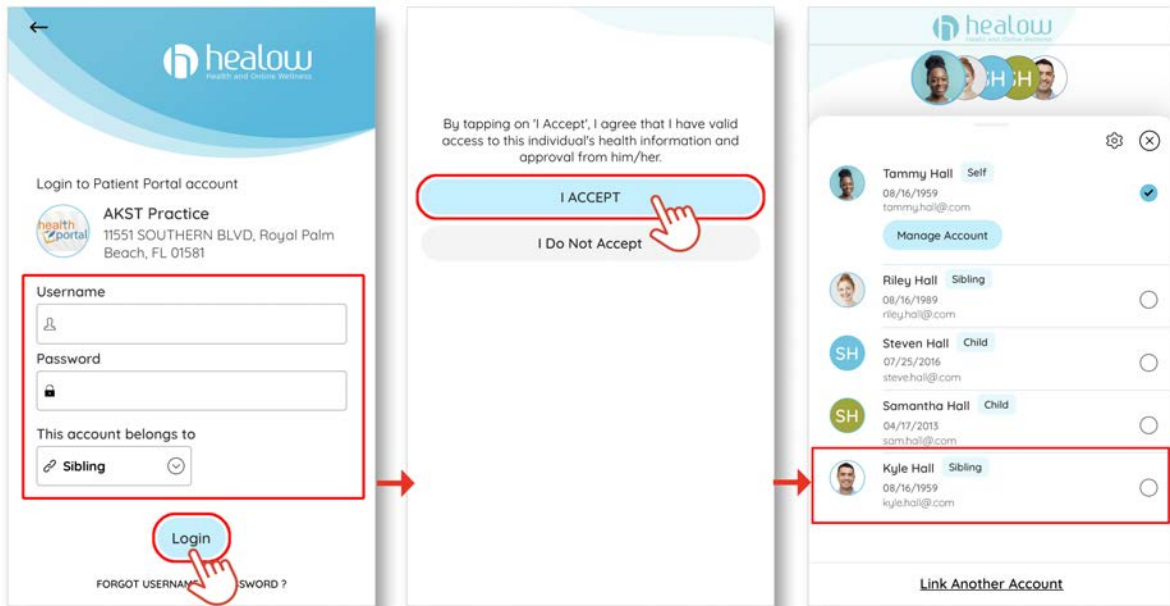 healow
Health and Online Wellness
Login to Patient Portal account
health
portal
AKST Practice
11551 SOUTHERN BLVD, Royal Palm
Beach, FL 01581
Username
Password
This account belongs to
Sibling
Login
FORGOT USERNAME SWORD ?
By tapping on 'I Accept', I agree that I have valid
access to this individual's health information and
approval from him/her.
I ACCEPT
I Do Not Accept
healow
Health and Online Wellness
SH SH
Tammy Hall Self
08/16/1959
tammy.hall@.com
Manage Account
Riley Hall Sibling
08/16/1989
riley.hall@.com
SH
Steven Hall Child
07/25/2016
steve.hall@.com
SH
Samantha Hall Child
04/17/2013
sam.hall@.com
Kyle Hall Sibling
08/16/1959
kyle.hall@.com
Link Another Account